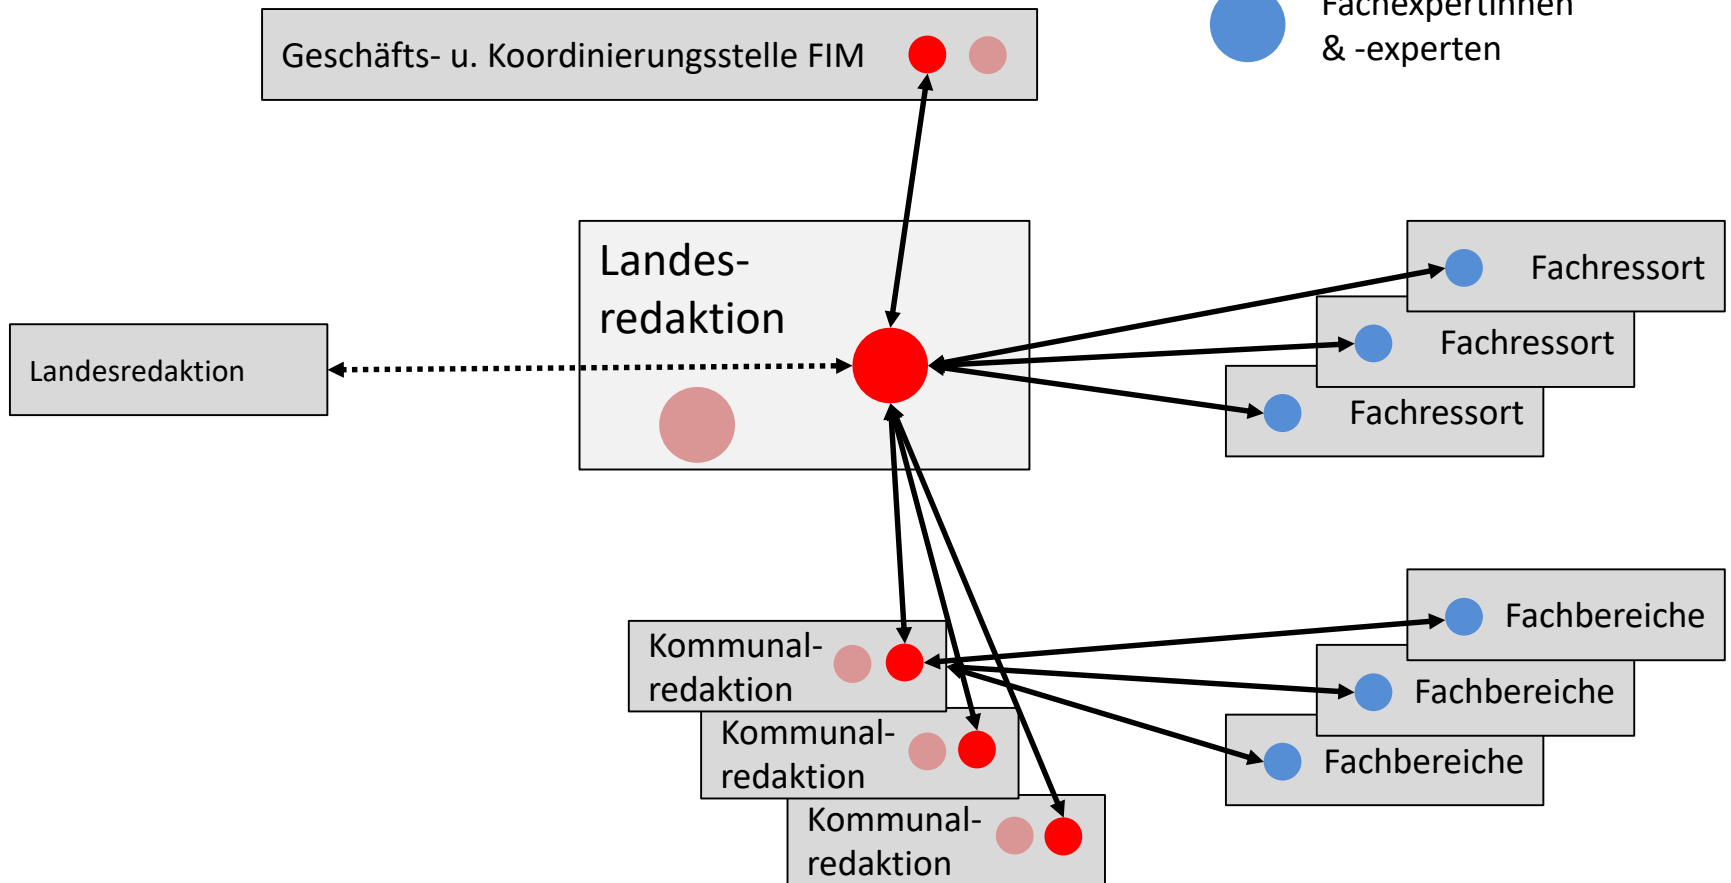 Fachexpertinnen
& -experten
Geschäfts- u. Koordinierungsstelle FIM
Landes-
redaktion
Landesredaktion
Fachressort
Fachressort
Fachressort
Kommunal-
redaktion
Kommunal-
redaktion
Kommunal-
redaktion
Fachbereiche
Fachbereiche
Fachbereiche